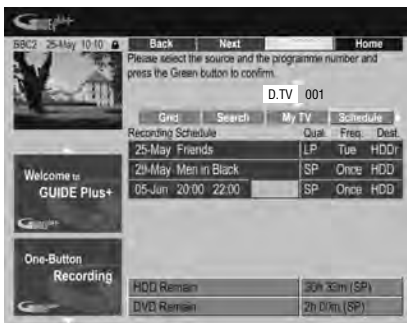 GUIDE Plus+
BBC2 25-May 10:10
Back Next Home
Please select the source and the programme number and
press the Green button to confirm.
D.TV 001
Grid Search My TV Schedule
Recording Schedule Qual. Freq. Dest.
25-May Friends LP Tue HDDr
29-May Men in Black SP Once HDD
05-Jun 20:00 22:00 SP Once HDD
Welcome to
GUIDE Plus+
One-Button
Recording
HDD Remain 30h 33m (SP)
DVD Remain 2h 00m (SP)